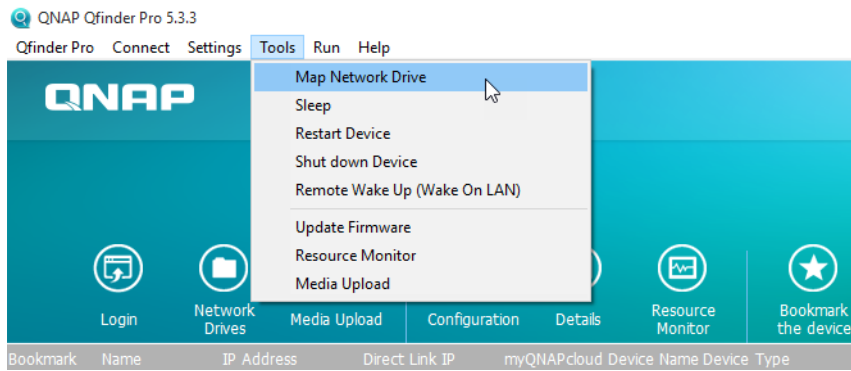 QNAP Qfinder Pro 5.3.3
Qfinder Pro Connect Settings Tools Run Help
QNAP
Map Network Drive
Sleep
Restart Device
Shut down Device
Remote Wake Up (Wake On LAN)
Update Firmware
Resource Monitor
Media Upload
Login
Network
Drives
Media Upload
Configuration
Details
Resource
Monitor
Bookmark
the device
Bookmark Name IP Address Direct Link IP myQNAPcloud Device Name Device Type